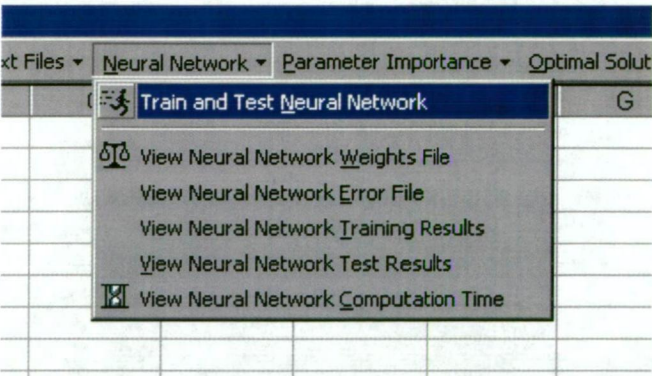 xt Files Neural Network Parameter Importance Optimal Solut
G
Train and Test Neural Network
View Neural Network Weights File
View Neural Network Error File
View Neural Network Training Results
View Neural Network Test Results
View Neural Network Computation Time